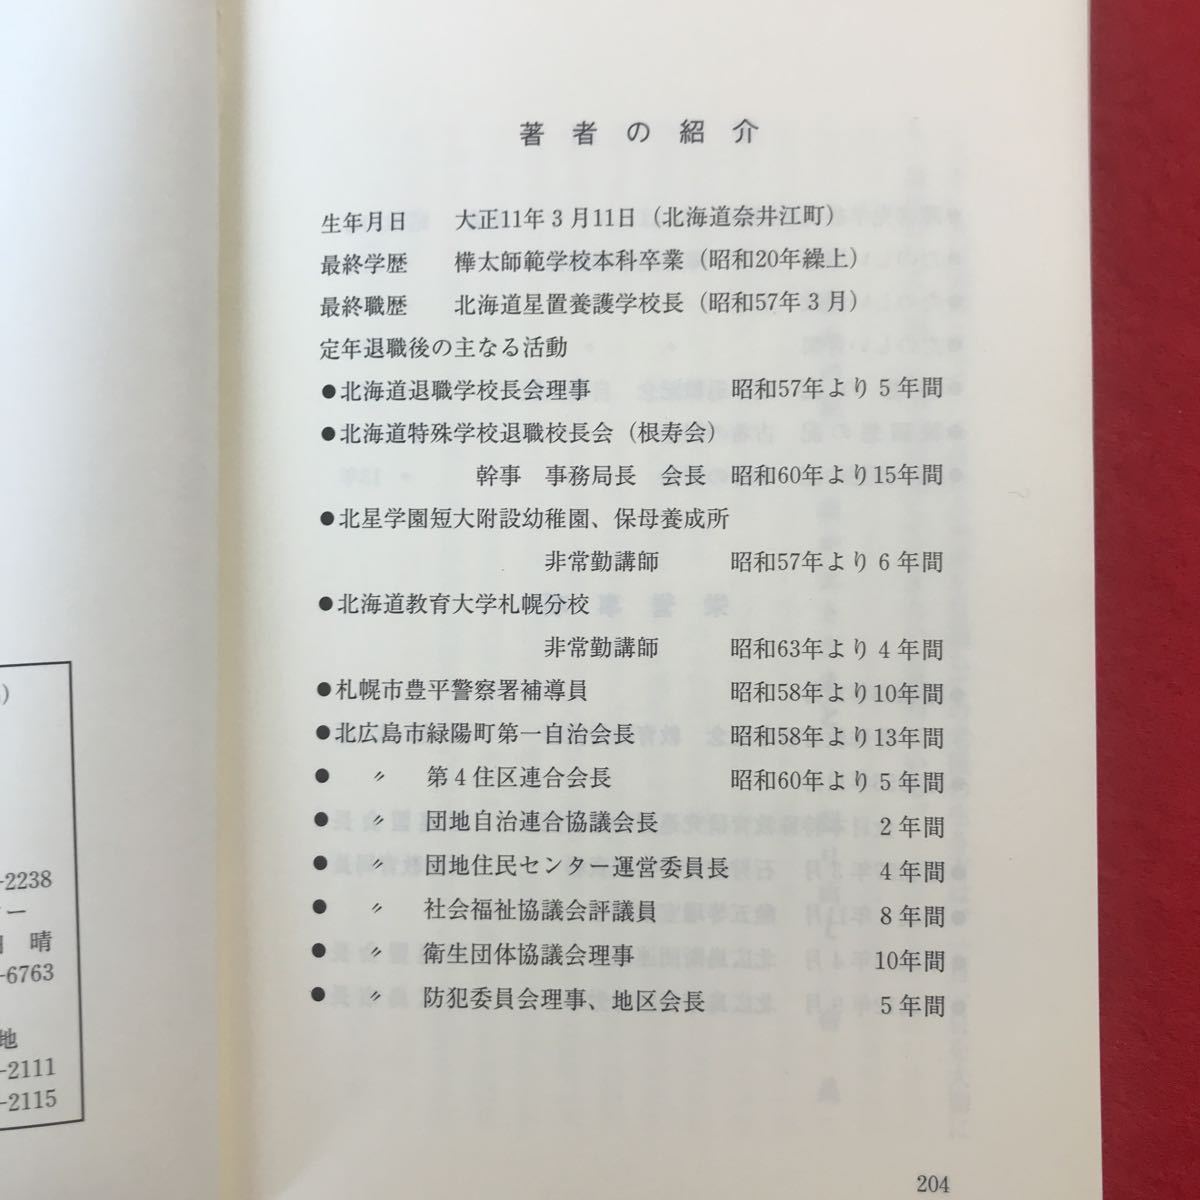 著者の紹介
生年月日 大正11年3月11日(北海道奈井江町)
最終学歴 樺太師範学校本科卒業(昭和20年繰上)
最終職歴 北海道星置養護学校長(昭和57年3月)
定年退職後の主なる活動
●北海道退職学校長会理事 昭和57年より5年間
●北海道特殊学校退職校長会(根寿会)
幹事 事務局長 会長 昭和60年より15年間
●北星学園短大附設幼稚園、保母養成所
非常勤講師 昭和57年より6年間
●北海道教育大学札幌分校
非常勤講師 昭和63年より4年間
●札幌市豊平警察署補導員 昭和58年より10年間
●北広島市緑陽町第一自治会長 昭和58年より13年間
● 〃 第4住区連合会長 昭和60年より5年間
● 〃 団地自治連合協議会長 2年間
● 〃 団地住民センター運営委員長 4年間
● 〃 社会福祉協議会評議員 8年間
● 〃 衛生団体協議会理事 10年間
● 〃 防犯委員会理事、地区会長 5年間
204
)
-2238
ー
晴
-6763
地
-2111
-2115